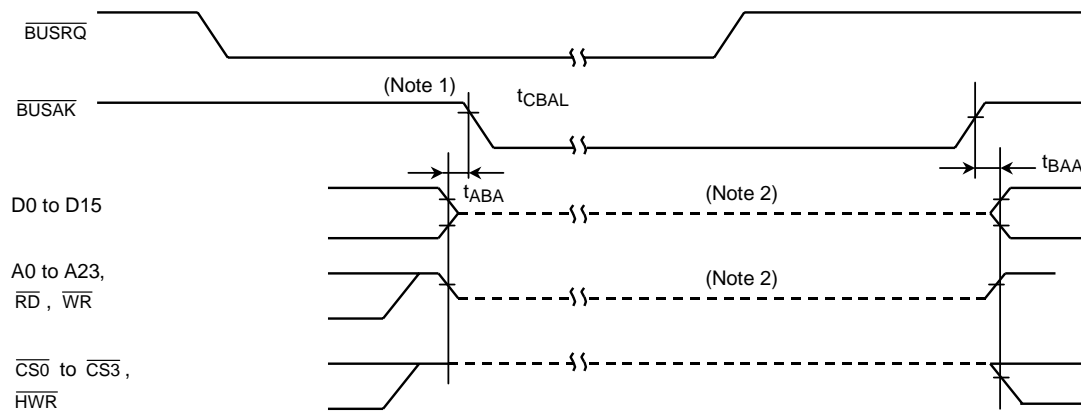 BUSRQ
(Note 1)
tCBAL
BUSAK
tBAA
tABA
D0 to D15
(Note 2)
A0 to A23,
RD , WR
(Note 2)
CS0 to CS3 ,
HWR